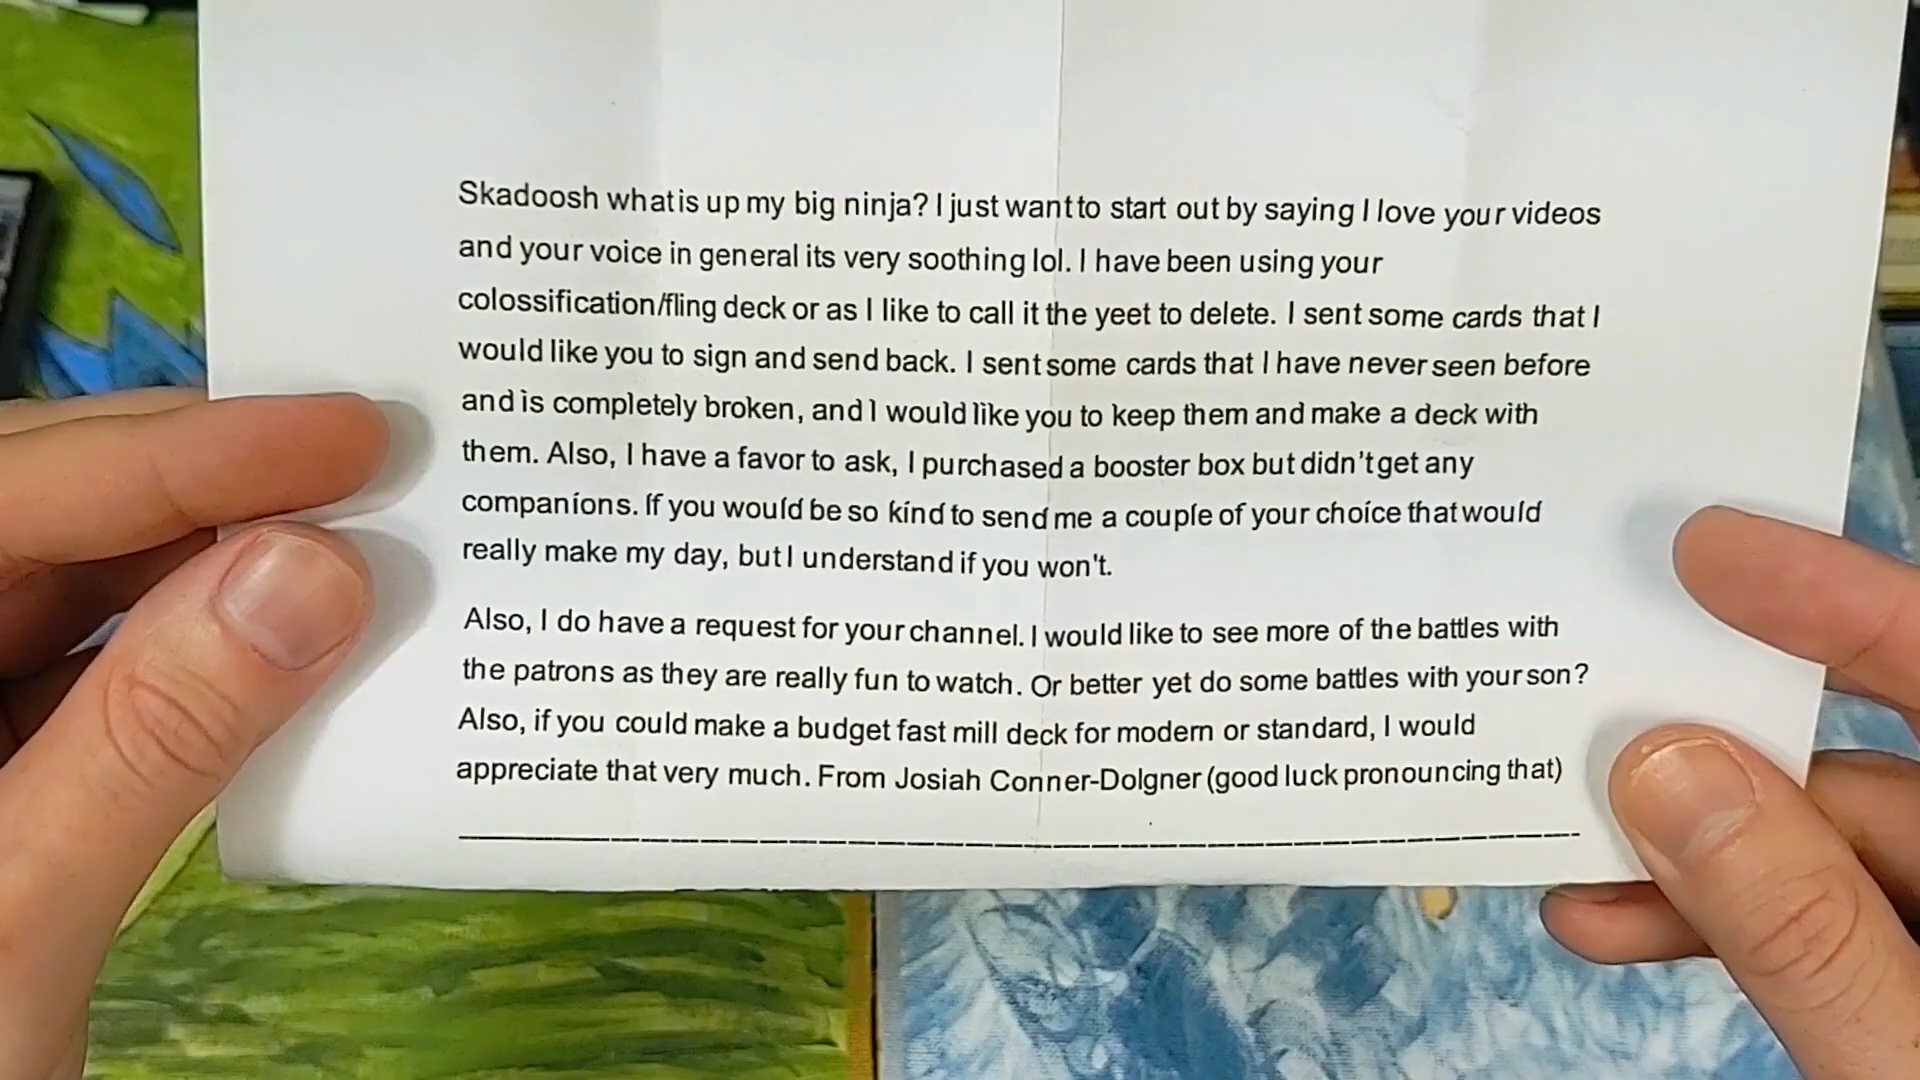 Skadoosh what is up my big ninja? I just want to start out by saying I love your videos
and your voice in general its very soothing lol. I have been using your
colossification/fling deck or as I like to call it the yeet to delete. I sent some cards that I
would like you to sign and send back. I sent some cards that I have never seen before
and is completely broken, and I would like you to keep them and make a deck with
them. Also, I have a favor to ask, I purchased a booster box but didn't get any
companions. If you would be so kind to send me a couple of your choice that would
really make my day, but I understand if you won't.
Also, I do have a request for your channel. I would like to see more of the battles with
the patrons as they are really fun to watch. Or better yet do some battles with your son?
Also, if you could make a budget fast mill deck for modern or standard, I would
appreciate that very much. From Josiah Conner-Dolgner (good luck pronouncing that)